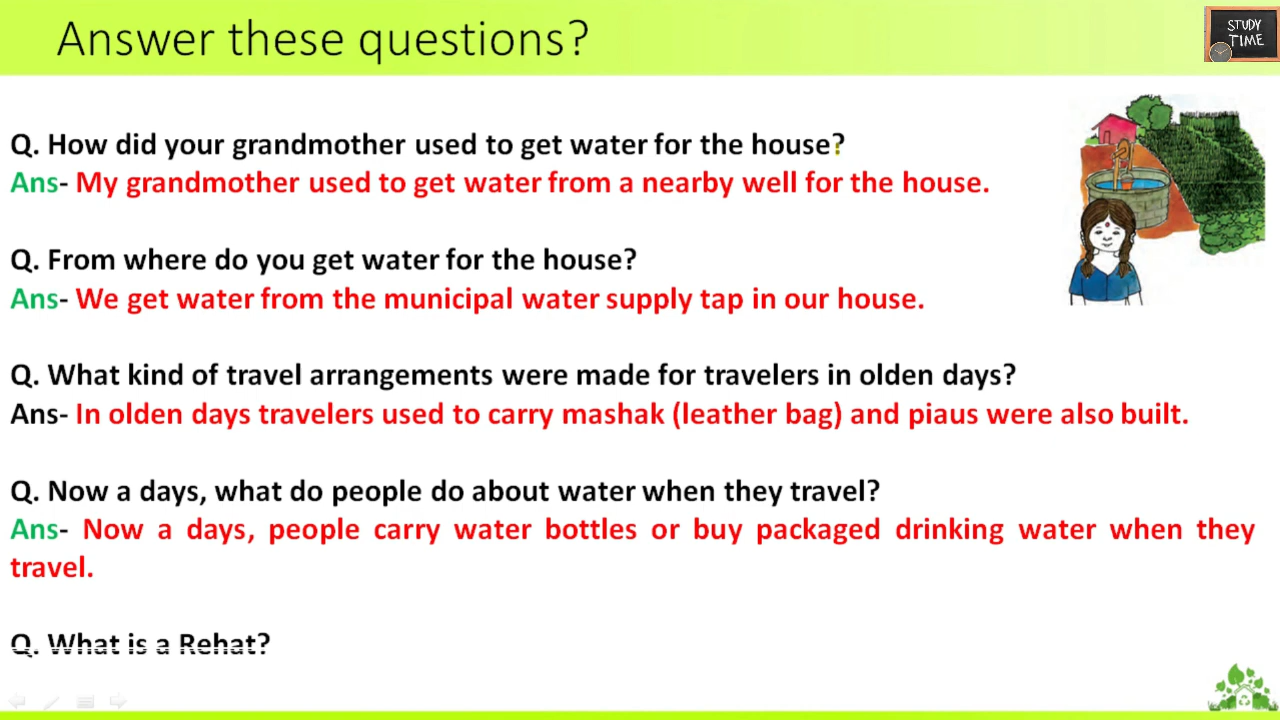 Answer these questions?
STUDY
TIME
Q. How did your grandmother used to get water for the house?
Ans- My grandmother used to get water from a nearby well for the house.
Q. From where do you get water for the house?
Ans- We get water from the municipal water supply tap in our house.
Q. What kind of travel arrangements were made for travelers in olden days?
Ans- In olden days travelers used to carry mashak (leather bag) and piaus were also built.
Q. Now a days, what do people do about water when they travel?
Ans- Now a days, people carry water bottles or buy packaged drinking water when they
travel.
Q. What is a Rehat?